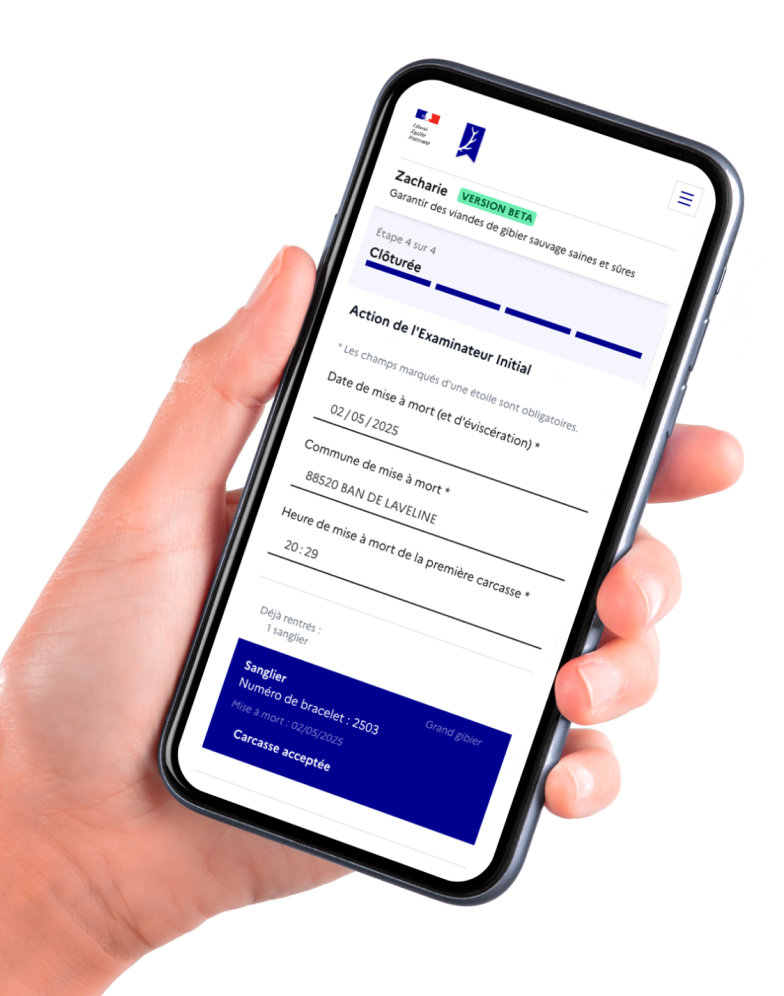 Liberté
Égalité
Fraternité
Zacharie VERSION BETA
Garantir des viandes de gibier sauvage saines et sûres
Étape 4 sur 4
Clôturée
Action de l'Examinateur Initial
* Les champs marqués d'une étoile sont obligatoires.
Date de mise à mort (et d'éviscération) *
02/05/2025
Commune de mise à mort *
88520 BAN DE LAVELINE
Heure de mise à mort de la première carcasse *
20:29
Déjà rentrés :
1 sanglier
Sanglier
Numéro de bracelet : 2503
Grand gibier
Mise à mort : 02/05/2025
Carcasse acceptée